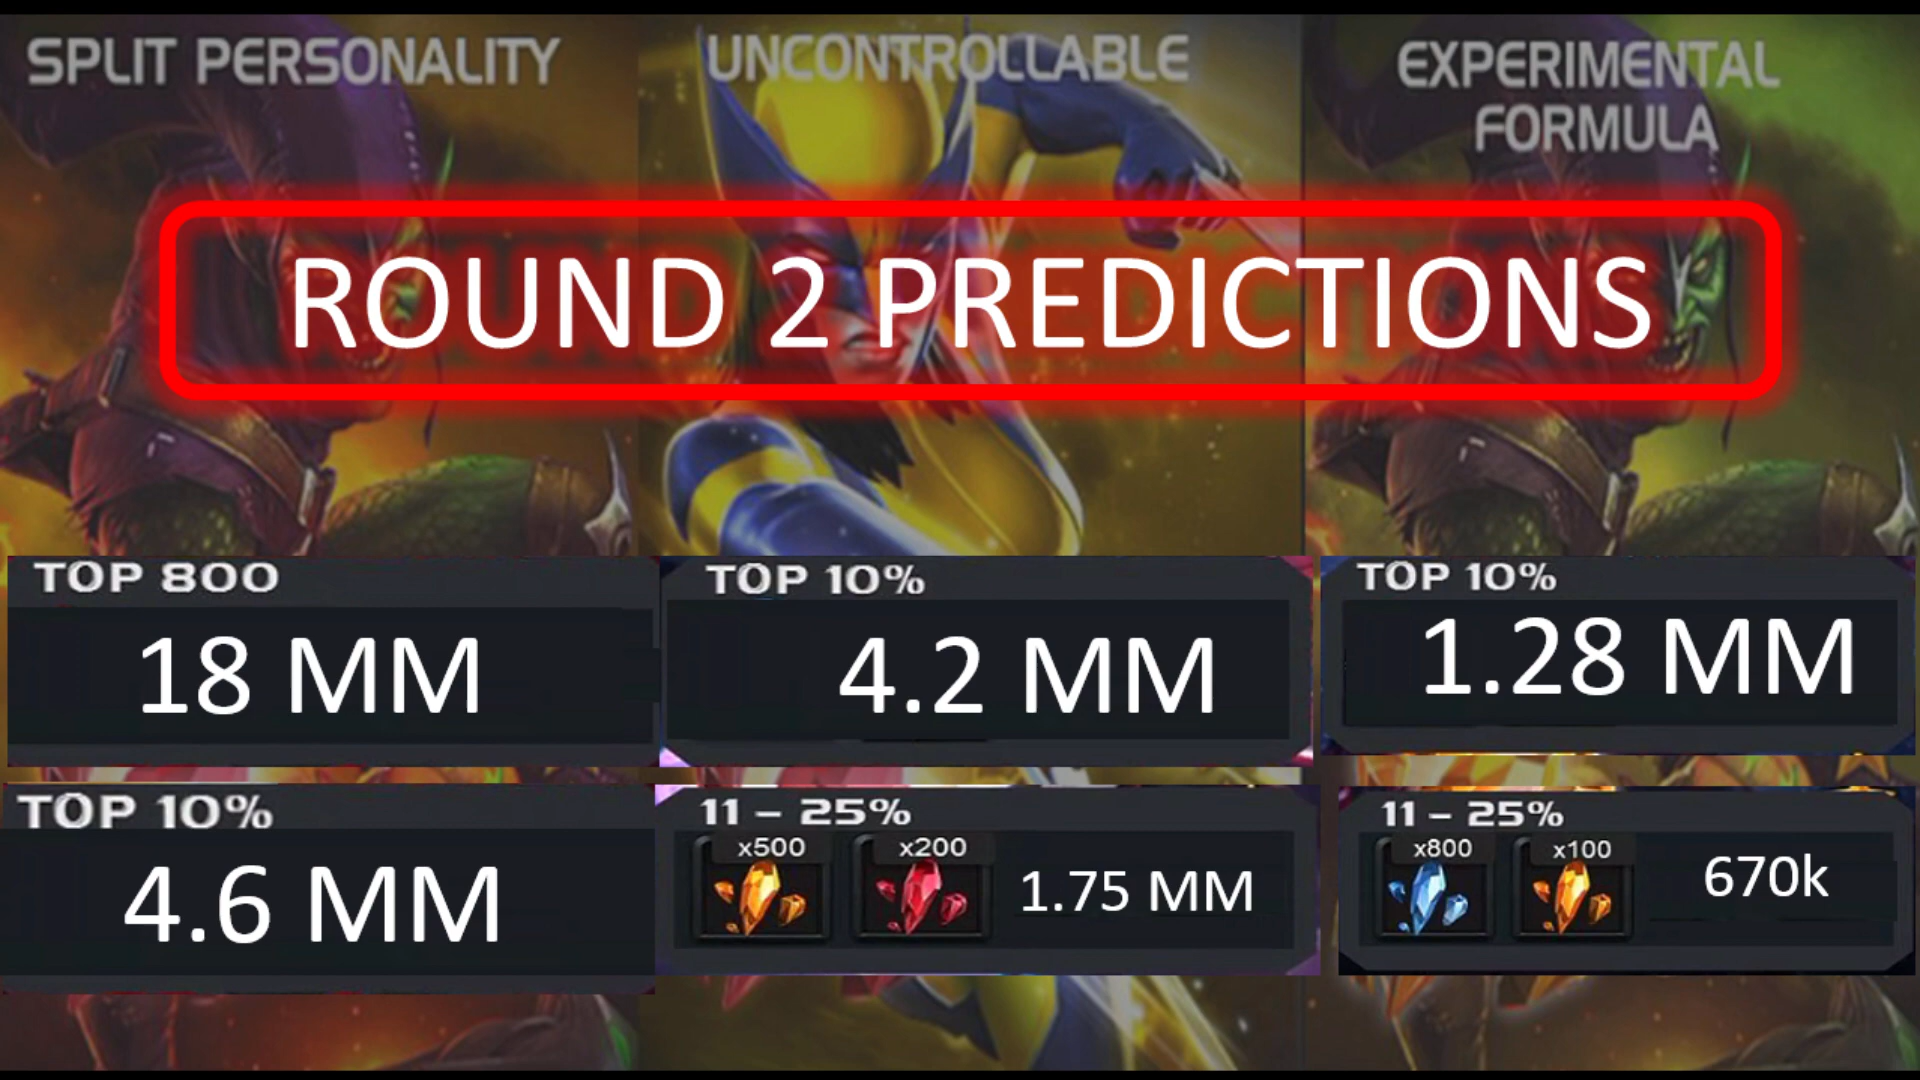 SPLIT PERSONALITY
UNCONTROLLABLE
EXPERIMENTAL
FORMULA
ROUND 2 PREDICTIONS
TOP 800
18 MM
TOP 10%
4.6 MM
TOP 10%
4.2 MM
11 – 25%
x500 x200
1.75 MM
TOP 10%
1.28 MM
11 – 25%
x800 x100
670k